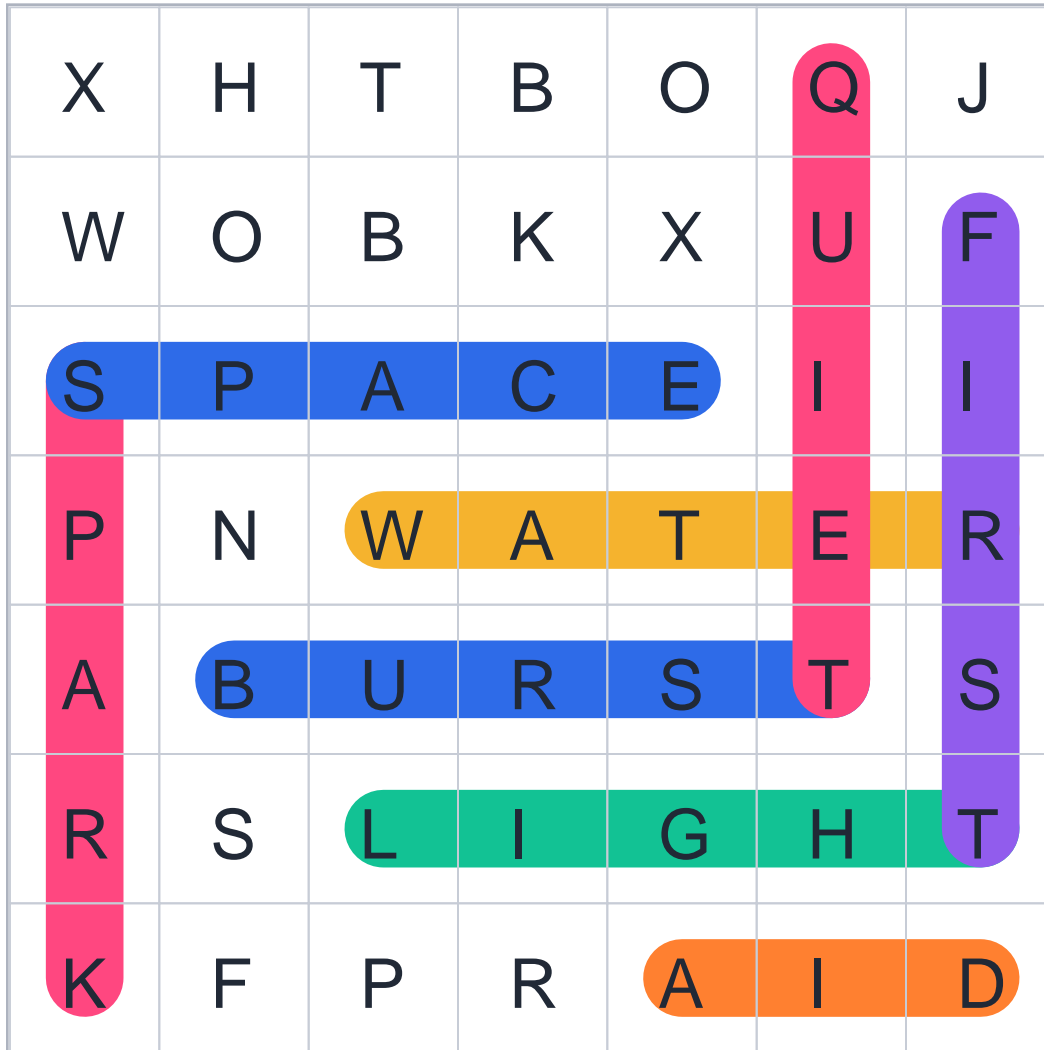 X H T B O Q J
W O B K X U F
S P A C E I I
P N W A T E R
A B U R S T S
R S L I G H T
K F P R A I D